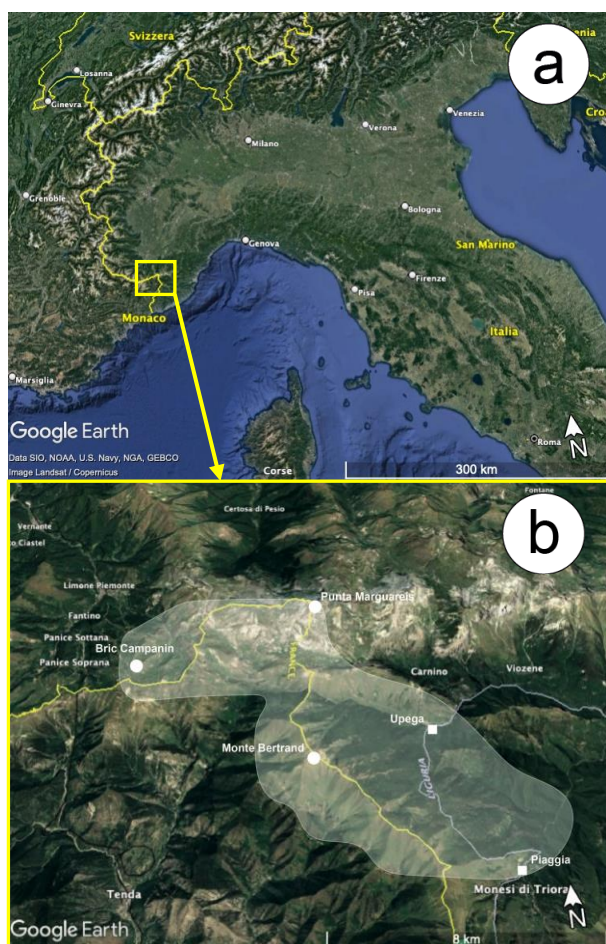 Svizzera
a
Losanna
Ginevra
Venezia
Verona
Milano
Grenoble
Bologna
Genova
San Marino
Firenze
Pisa
Monaco
Italia
Marsiglia
Google Earth
Roma
N
Data SIO, NOAA, U.S. Navy, NGA, GEBCO
Image Landsat / Copernicus
Corse
300 km
Fontane
b
Certosa di Pesio
Vernante
Limone Piemonte
Punta Marguareis
Fantino
Panice Sottana
Bric Campanin
Panice Soprana
Carnino
Viozene
Upega
Monte Bertrand
LIGURIA
Piaggia
Monesi di Triora
Tenda
N
Google Earth
8 km